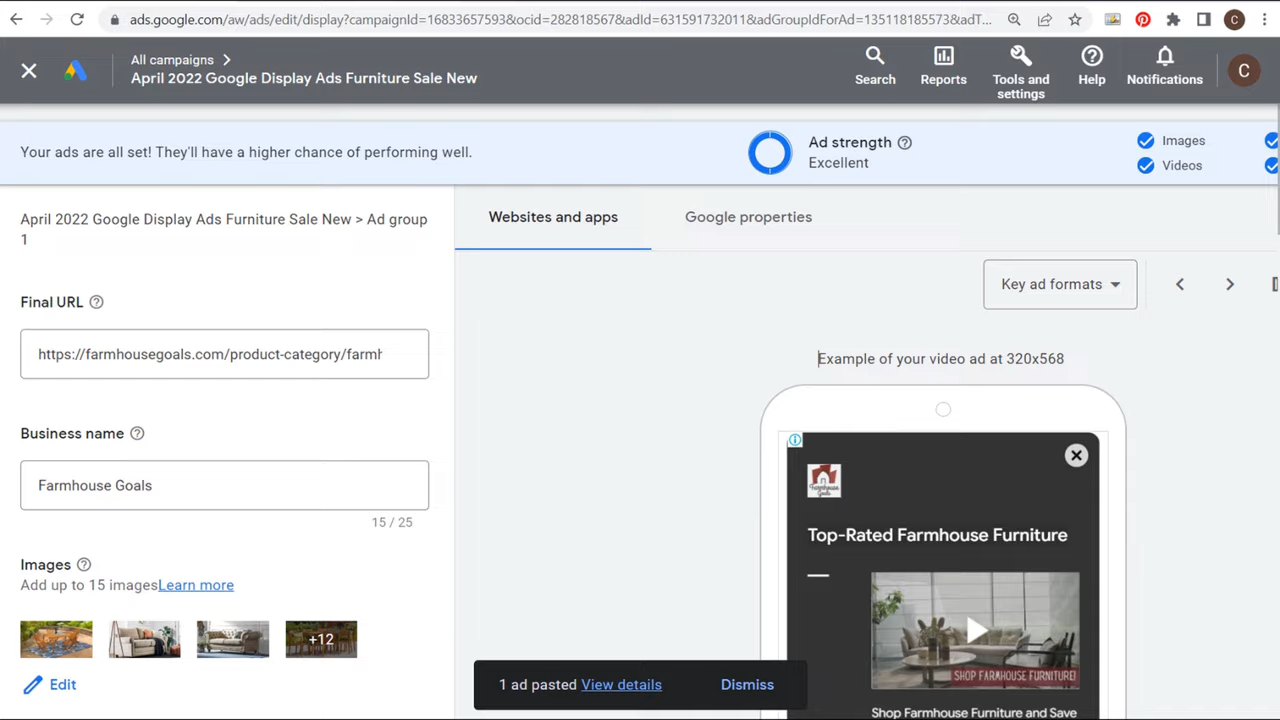 ads.google.com/aw/ads/edit/display?campaignId=16833657593&ocid=282818567&adId=631591732011&adGroupIdForAd=135118185573&adT...
C
All campaigns
April 2022 Google Display Ads Furniture Sale New
Search
Reports
Tools and
settings
Help
Notifications
C
Your ads are all set! They'll have a higher chance of performing well.
Ad strength
Excellent
Images
Videos
April 2022 Google Display Ads Furniture Sale New > Ad group
1
Websites and apps
Google properties
Final URL
https://farmhousegoals.com/product-category/farmh
Key ad formats
Example of your video ad at 320x568
Business name
Farmhouse Goals
15 / 25
Farmhouse
Goals
Top-Rated Farmhouse Furniture
SHOP FARMHOUSE FURNITURE!
Shop Farmhouse Furniture and Save
Images
Add up to 15 imagesLearn more
+12
Edit
1 ad pasted View details Dismiss